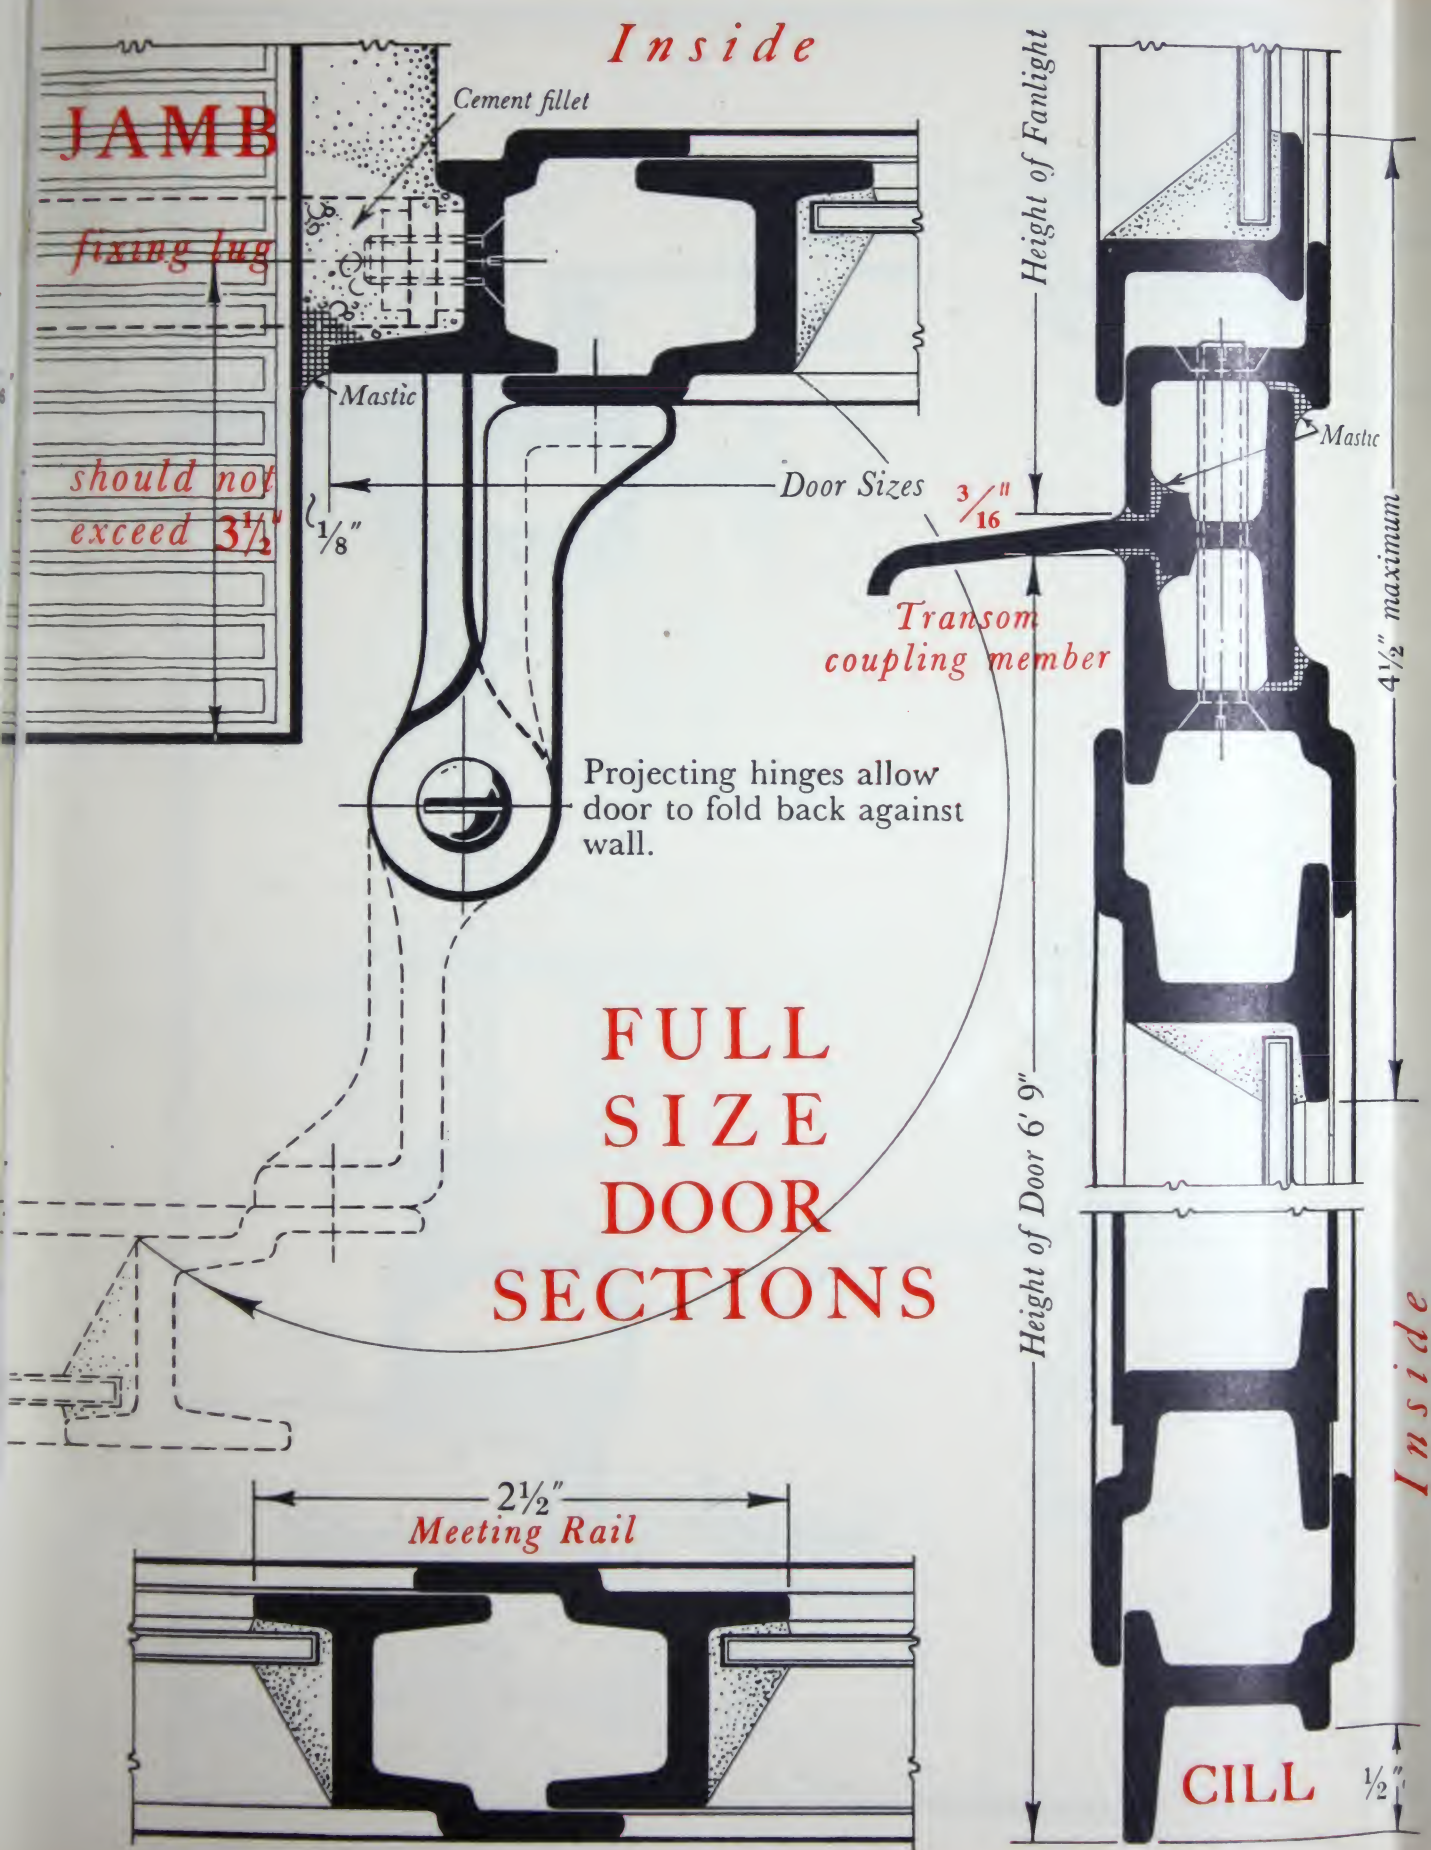 Inside
JAMB
Cement fillet
fixing lug
Mastic
should not
exceed 3½"
⅛"
Door Sizes
Height of Fanlight
3/16"
Transom
coupling member
Mastic
4½" maximum
Projecting hinges allow
door to fold back against
wall.
FULL
SIZE
DOOR
SECTIONS
Height of Door 6' 9"
Inside
2½"
Meeting Rail
CILL
½"